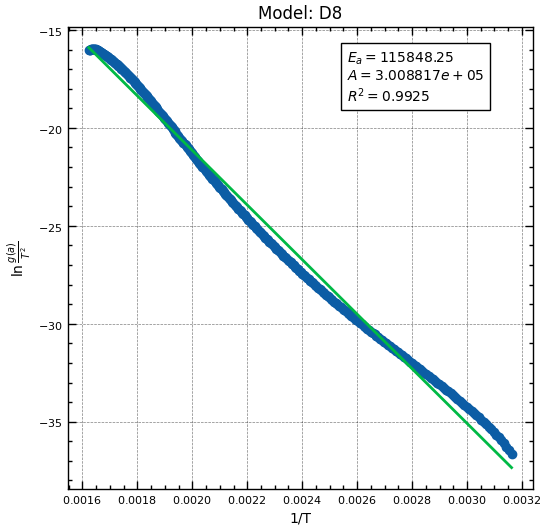 Model: D8
E_a = 115848.25
A = 3.008817e + 05
R^2 = 0.9925
−15
−20
−25
−30
−35
ln g(a)/T^2
0.0016 0.0018 0.0020 0.0022 0.0024 0.0026 0.0028 0.0030 0.0032
1/T